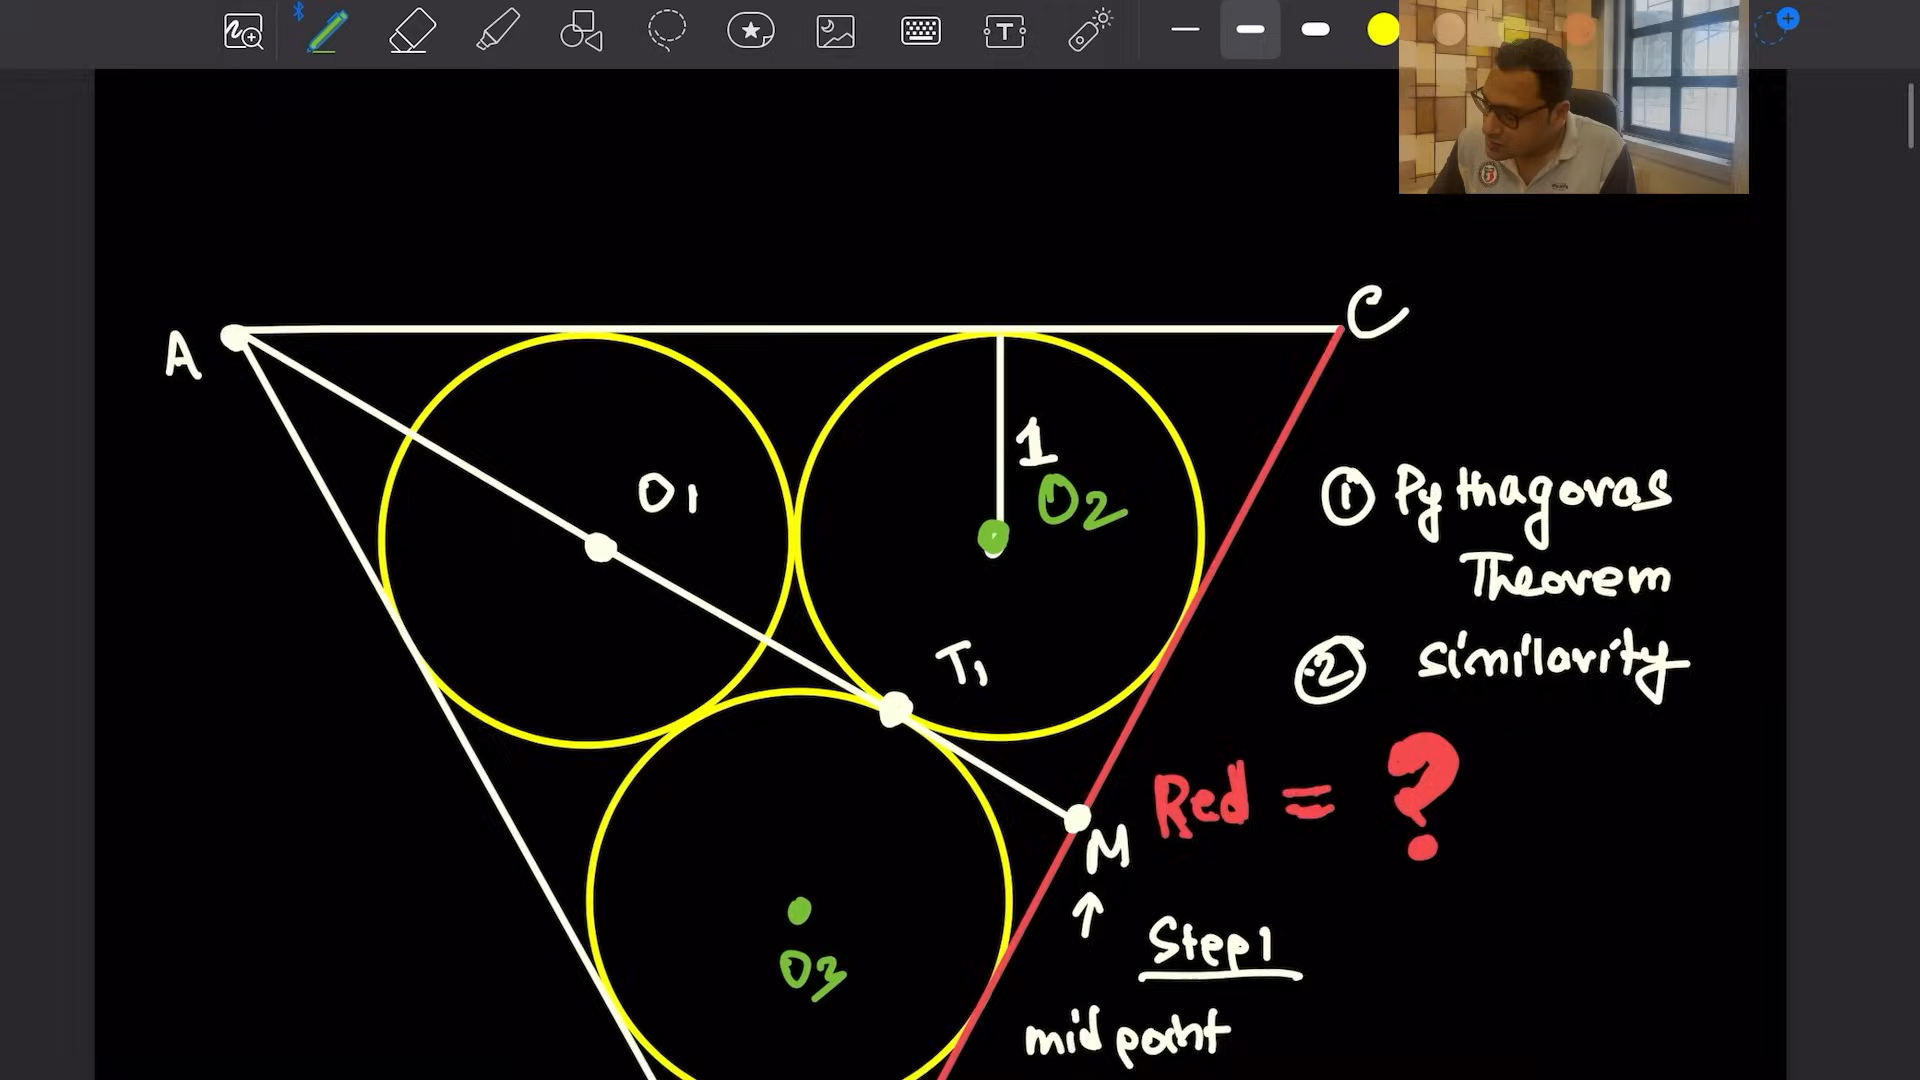 T
C
A
1
O1
O2
① Pythagoras
Theorem
T1
② similarity
Red = ?
M
↑
Step 1
O3
mid point